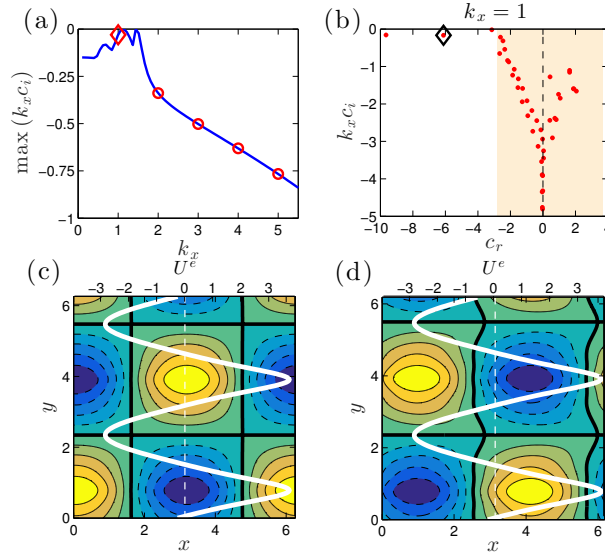 (a)
max (k_x c_i)
0
−0.25
−0.5
−0.75
−1
0 1 2 3 4 5
k_x
(b)
k_x = 1
k_x c_i
0
−1
−2
−3
−4
−5
−10 −8 −6 −4 −2 0 2
c_r
(c)
U^e
−3 −2 −1 0 1 2 3
y
6
4
2
0
0 2 4 6
x
(d)
U^e
−3 −2 −1 0 1 2 3
y
6
4
2
0
0 2 4 6
x